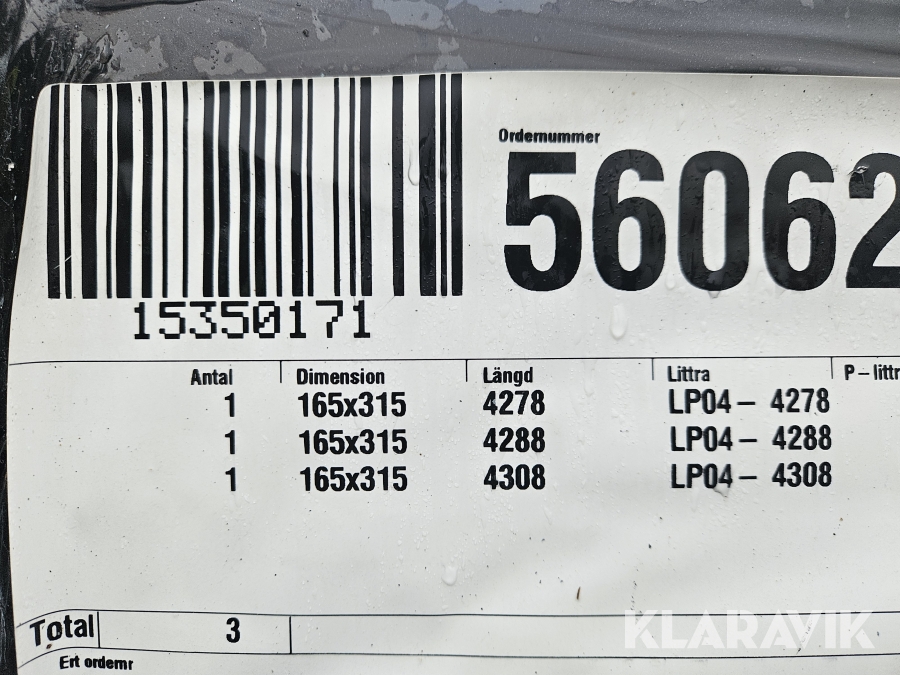 Ordernummer
56062
15350171
Antal Dimension Längd Littra P-littr
1 165x315 4278 LP04- 4278
1 165x315 4288 LP04- 4288
1 165x315 4308 LP04- 4308
Total 3
Ert ordernr
KLARAVIK